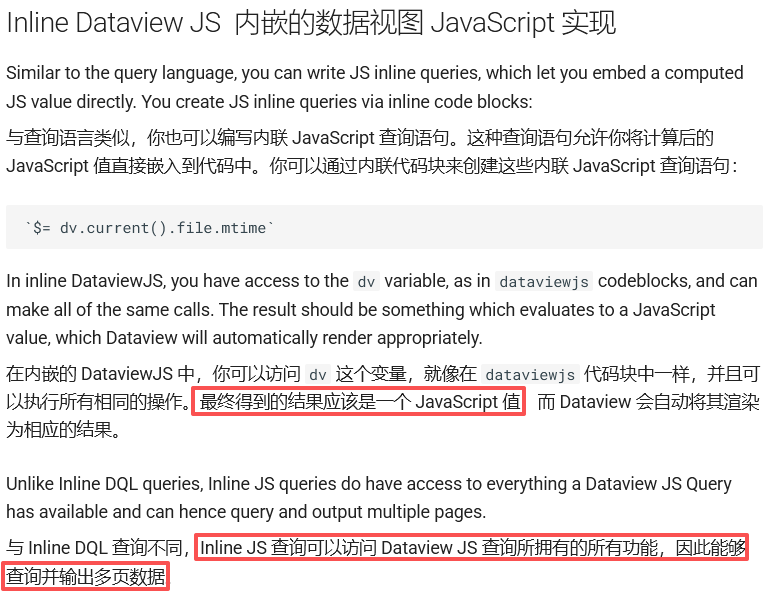 Inline Dataview JS 内嵌的数据视图 JavaScript 实现
Similar to the query language, you can write JS inline queries, which let you embed a computed
JS value directly. You create JS inline queries via inline code blocks:
与查询语言类似，你也可以编写内联 JavaScript 查询语句。这种查询语句允许你将计算后的
JavaScript 值直接嵌入到代码中。你可以通过内联代码块来创建这些内联 JavaScript 查询语句：
`$= dv.current().file.mtime`
In inline DataviewJS, you have access to the dv variable, as in dataviewjs codeblocks, and can
make all of the same calls. The result should be something which evaluates to a JavaScript
value, which Dataview will automatically render appropriately.
在内嵌的 DataviewJS 中，你可以访问 dv 这个变量，就像在 dataviewjs 代码块中一样，并且可
以执行所有相同的操作。最终得到的结果应该是一个 JavaScript 值 而 Dataview 会自动将其渲染
为相应的结果。
Unlike Inline DQL queries, Inline JS queries do have access to everything a Dataview JS Query
has available and can hence query and output multiple pages.
与 Inline DQL 查询不同，Inline JS 查询可以访问 Dataview JS 查询所拥有的所有功能，因此能够
查询并输出多页数据